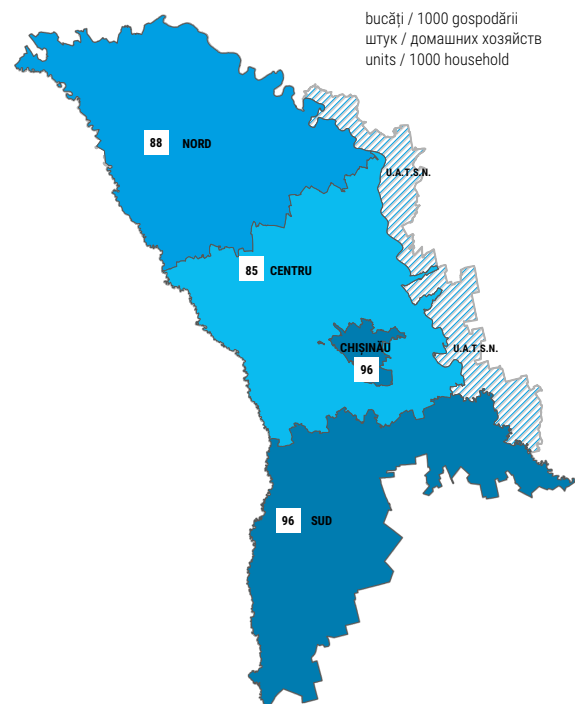 bucăți / 1000 gospodării
штук / домашних хозяйств
units / 1000 household
88 NORD
U.A.T.S.N.
85 CENTRU
CHIȘINĂU
U.A.T.S.N.
96
96 SUD